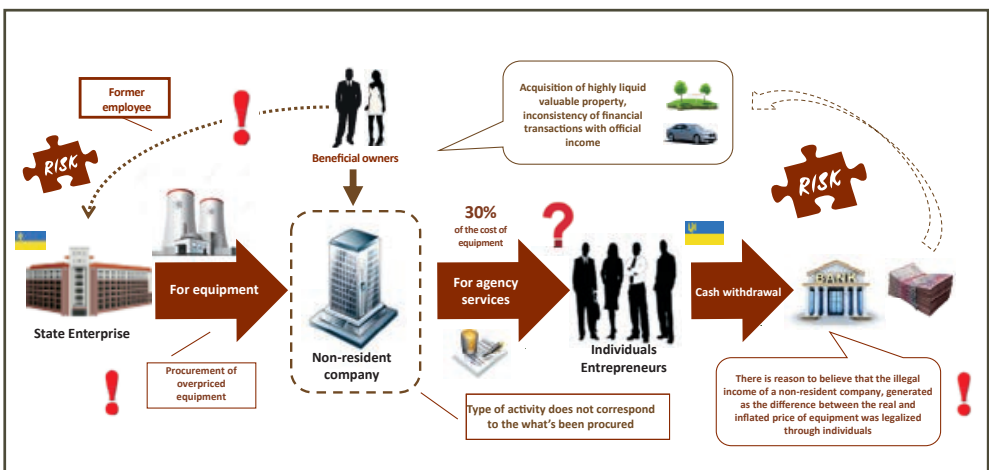 Former
employee
RISK
Beneficial owners
Acquisition of highly liquid
valuable property,
inconsistency of financial
transactions with official
income
RISK
State Enterprise
For equipment
Procurement of
overpriced
equipment
Non-resident
company
30%
of the cost of
equipment
For agency
services
Type of activity does not correspond
to the what's been procured
Individuals
Entrepreneurs
Cash withdrawal
BANK
There is reason to believe that the illegal
income of a non-resident company, generated
as the difference between the real and
inflated price of equipment was legalized
through individuals